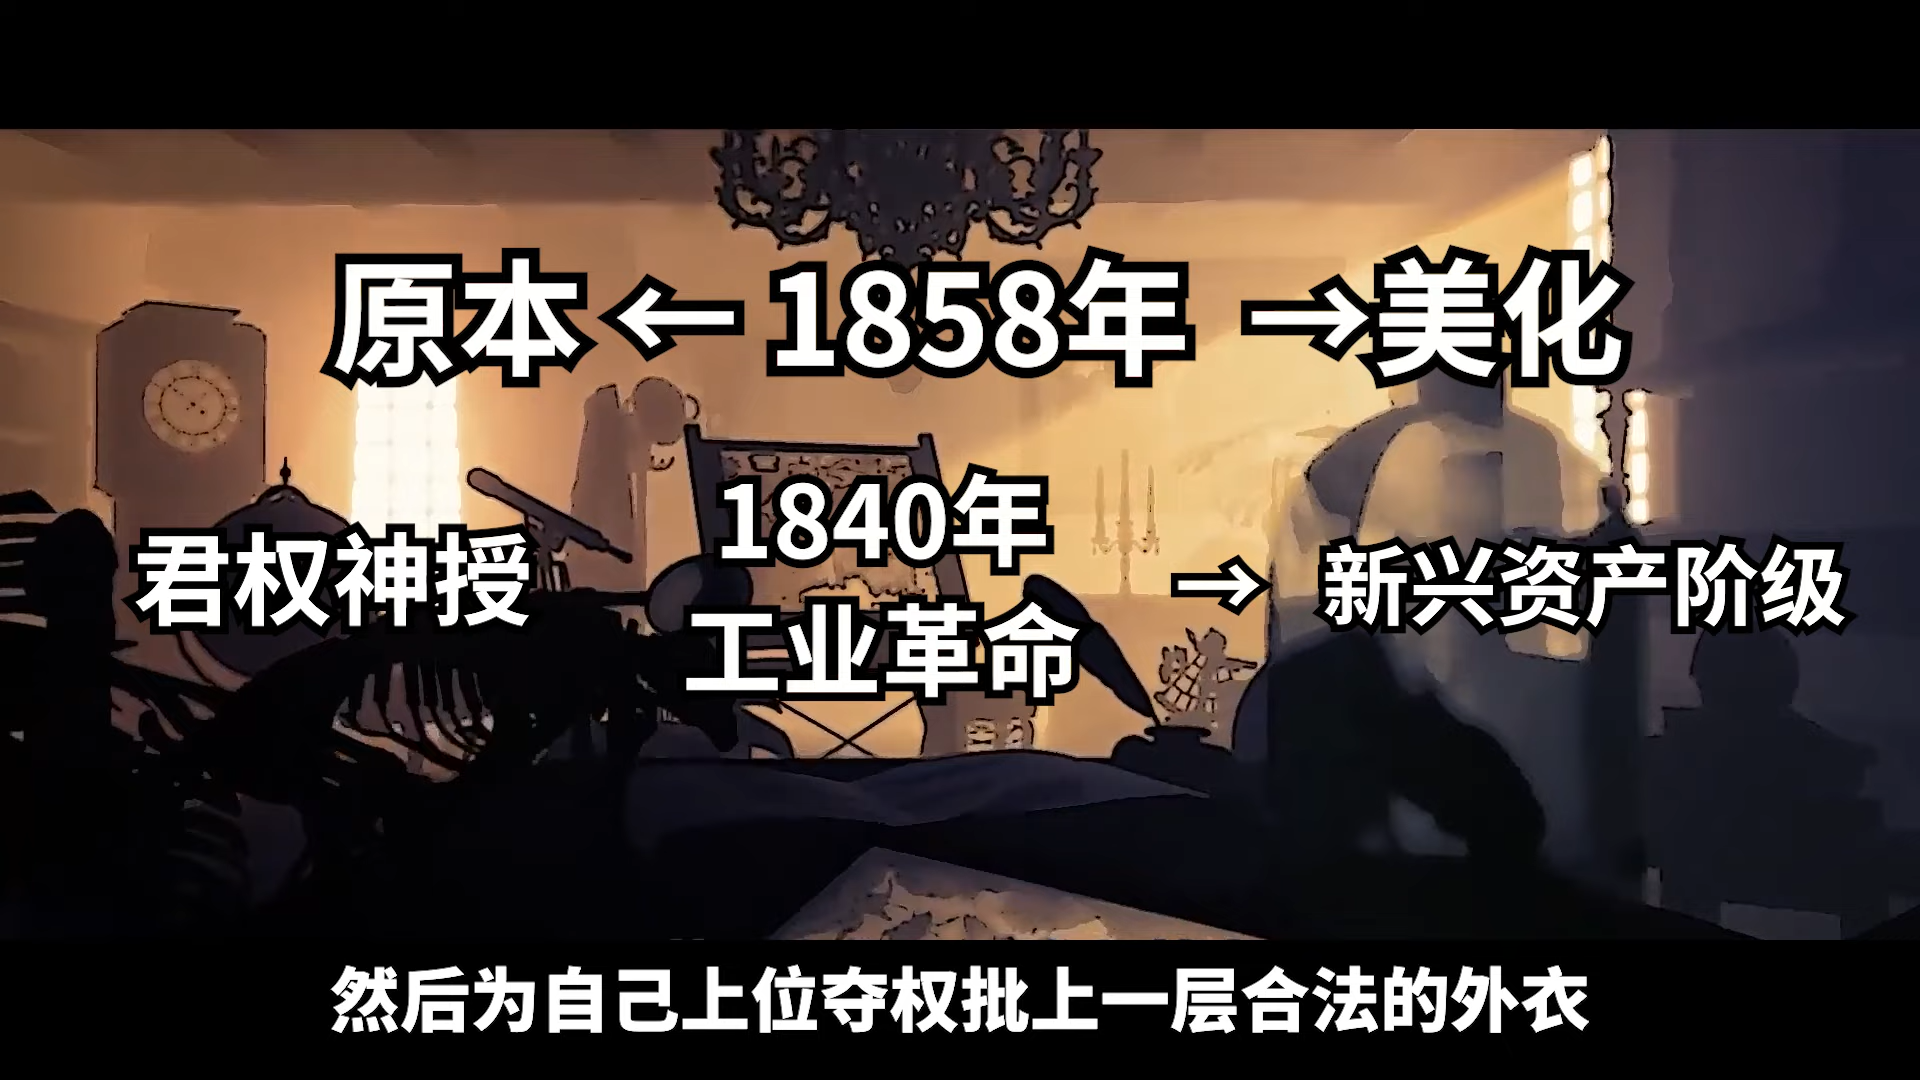 原本←1858年 →美化
君权神授
1840年
工业革命
→ 新兴资产阶级
然后为自己上位夺权批上一层合法的外衣